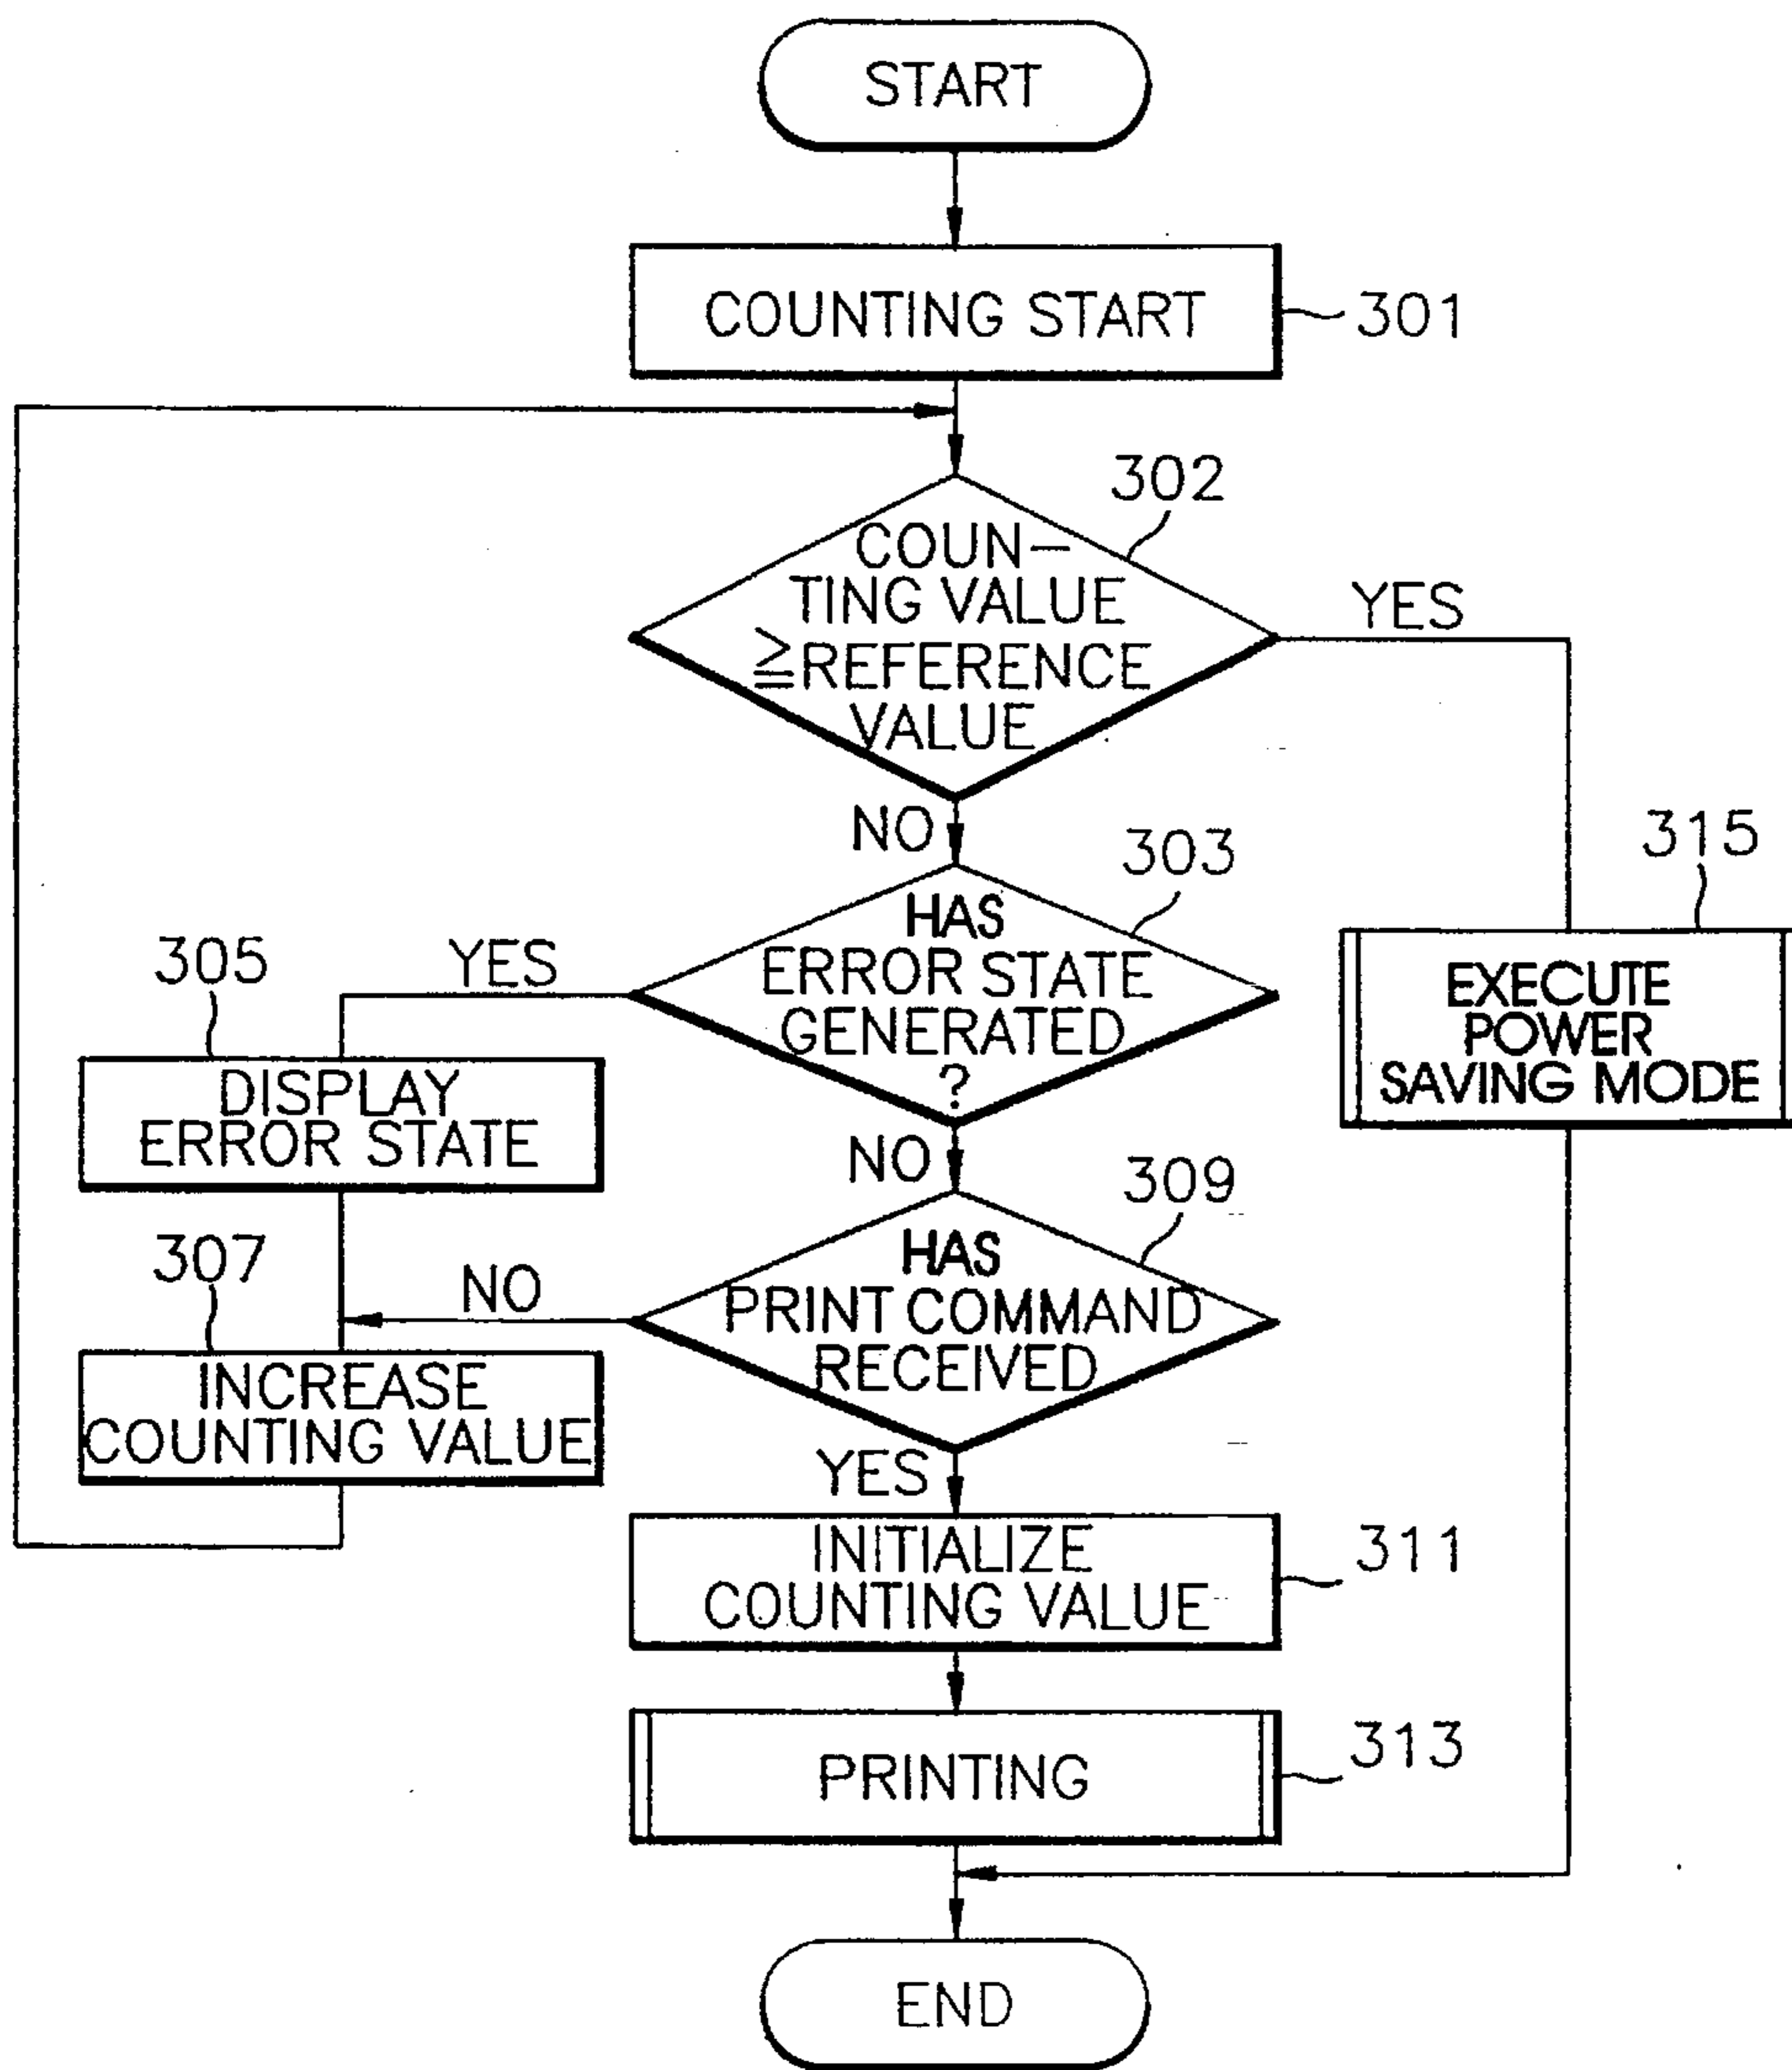 START
COUNTING START
301
302
COUN-
TING VALUE
≧REFERENCE
VALUE
YES
NO
303
315
HAS
ERROR STATE
GENERATED
?
YES
305
EXECUTE
POWER
SAVING MODE
DISPLAY
ERROR STATE
NO
309
307
HAS
PRINT COMMAND
RECEIVED
NO
INCREASE
COUNTING VALUE
YES
INITIALIZE
COUNTING VALUE
311
PRINTING
313
END